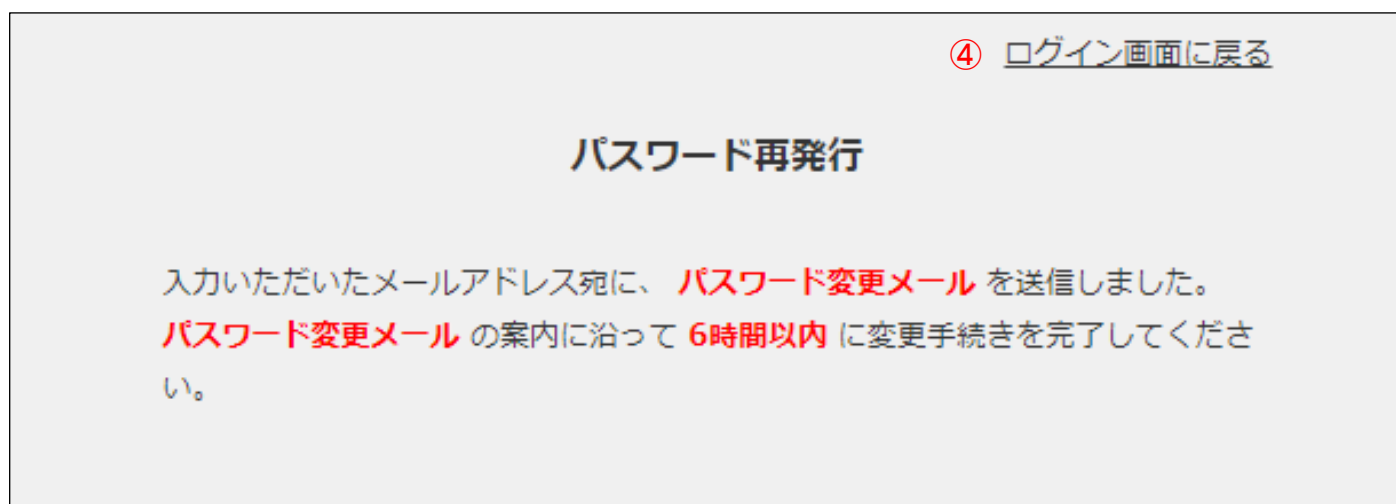 ④ ログイン画面に戻る
パスワード再発行
入力いただいたメールアドレス宛に、 パスワード変更メール を送信しました。
パスワード変更メール の案内に沿って 6時間以内 に変更手続きを完了してくださ
い。